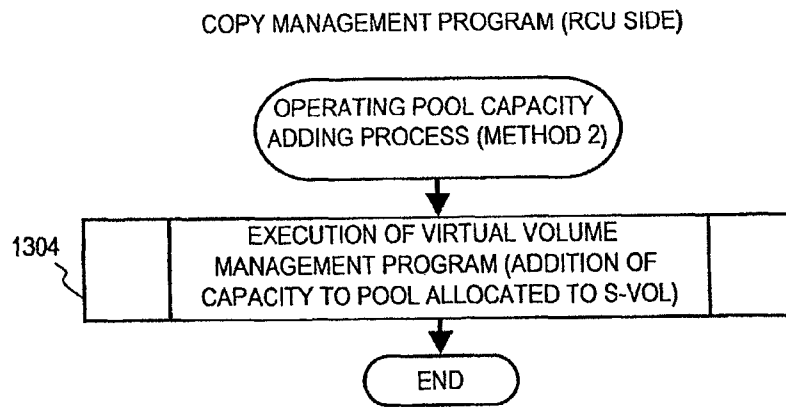 COPY MANAGEMENT PROGRAM (RCU SIDE)
OPERATING POOL CAPACITY
ADDING PROCESS (METHOD 2)
1304
EXECUTION OF VIRTUAL VOLUME
MANAGEMENT PROGRAM (ADDITION OF
CAPACITY TO POOL ALLOCATED TO S-VOL)
END